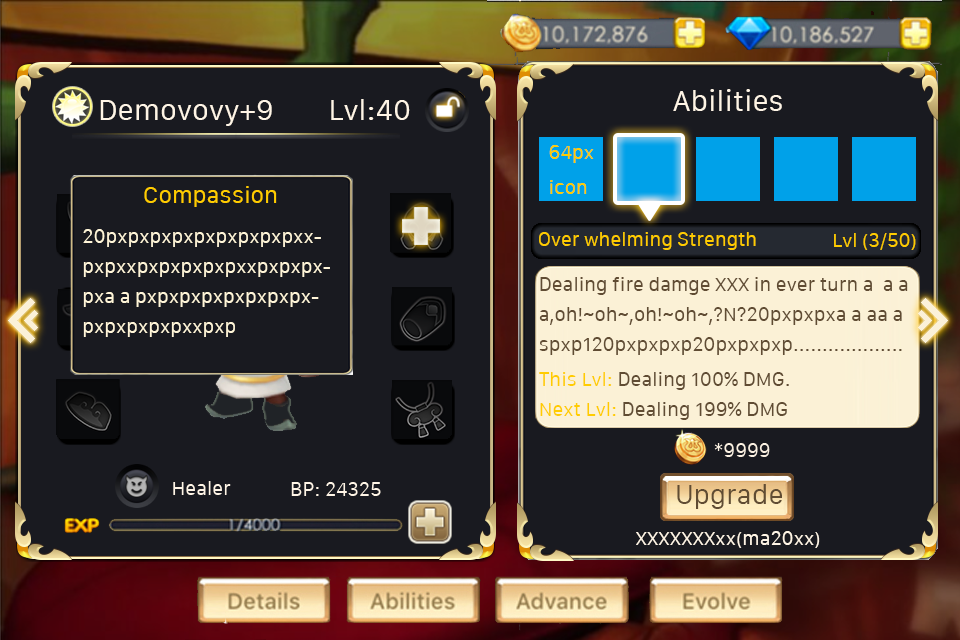 10,172,876
10,186,527
Demovovy+9
Lvl:40
Compassion
20pxpxpxpxpxpxpxpxpxx-
pxpxxpxpxpxpxpxxpxpxpx-
pxa a pxpxpxpxpxpxpx-
pxpxpxpxpxxpxp
Healer
BP: 24325
EXP
1/4000
Abilities
64px
icon
Over whelming Strength
Lvl (3/50)
Dealing fire damge XXX in ever turn a  a a
a,oh!~oh~,oh!~oh~,?N?20pxpxpxa a aa a
spxp120pxpxpxp20pxpxpxp...................
This Lvl: Dealing 100% DMG.
Next Lvl: Dealing 199% DMG
*9999
Upgrade
XXXXXXXxx(ma20xx)
Details
Abilities
Advance
Evolve